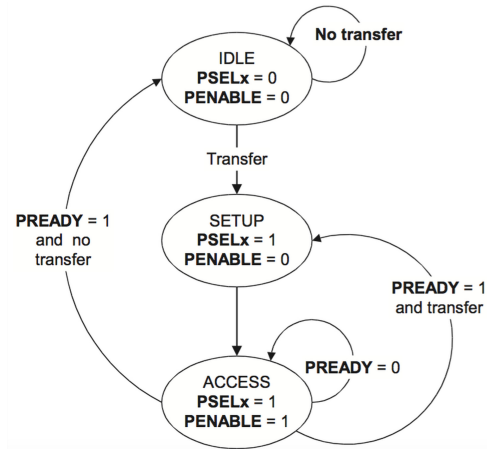 No transfer
IDLE
PSELx = 0
PENABLE = 0
Transfer
SETUP
PSELx = 1
PENABLE = 0
PREADY = 1
and no
transfer
PREADY = 1
and transfer
PREADY = 0
ACCESS
PSELx = 1
PENABLE = 1